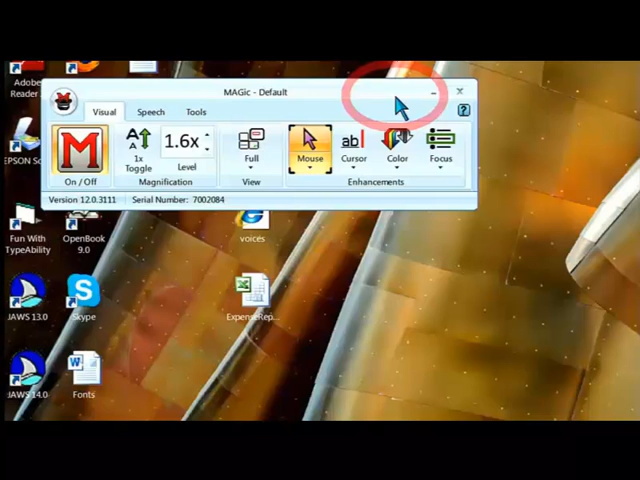 Adobe
Reader ...
MAGic - Default
Visual
Speech
Tools
?
M
A
A
1x
Toggle
1.6x
Level
Full
Mouse
ab
Cursor
Color
Focus
On / Off
Magnification
View
Enhancements
Version 12.0.3111
Serial Number: 7002084
EPSON Sc
Fun With
TypeAbility
OpenBook
9.0
voices
JAWS 13.0
Skype
ExpenseRep...
JAWS 14.0
Fonts